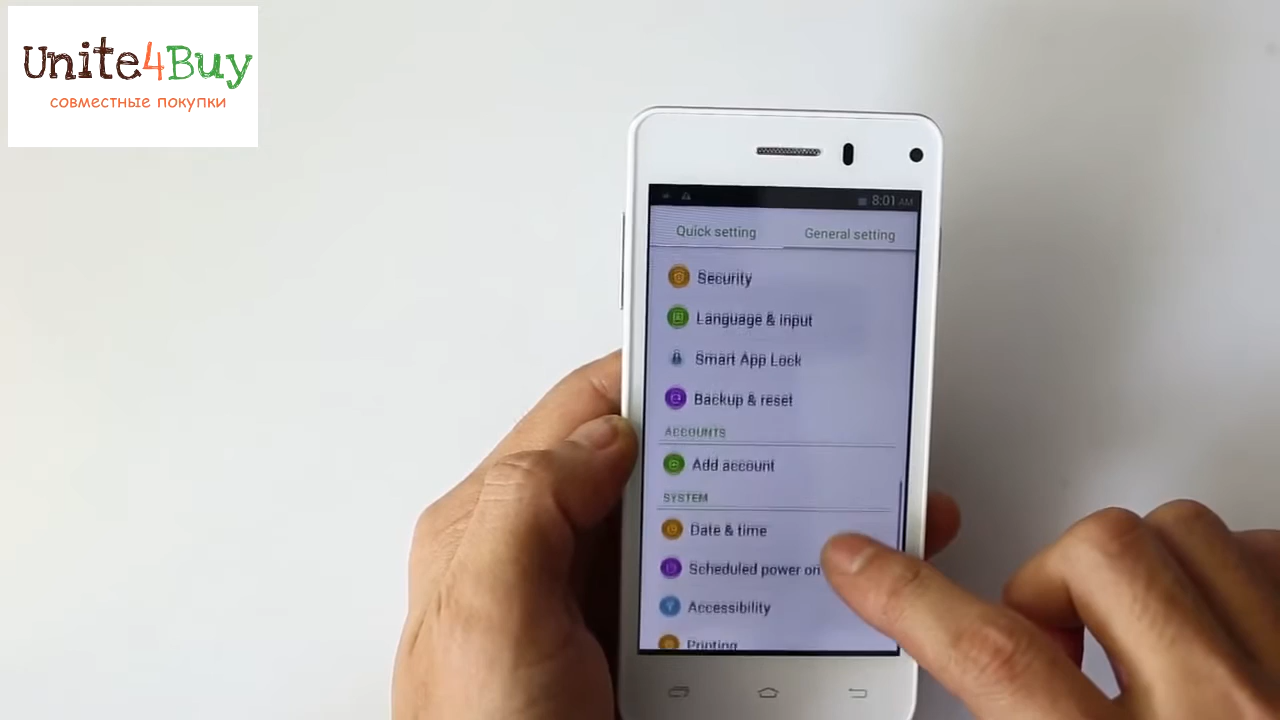 Unite4Buy
совместные покупки
8:01 AM
Quick setting
General setting
Security
Language & input
Smart App Lock
Backup & reset
ACCOUNTS
Add account
SYSTEM
Date & time
Scheduled power on
Accessibility
Printing